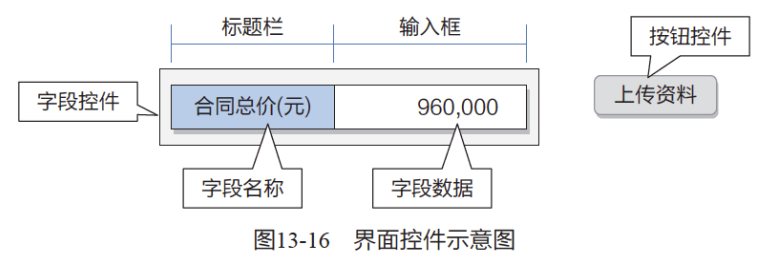 标题栏
输入框
按钮控件
字段控件
合同总价(元)
960,000
上传资料
字段名称
字段数据
图13-16 界面控件示意图